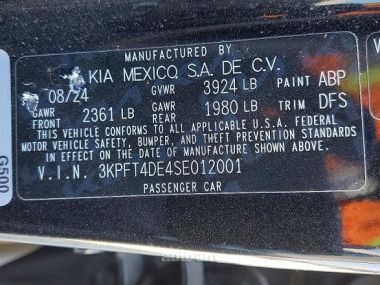 MANUFACTURED BY
KIA MEXICO, S.A. DE C.V.
08/24 GVWR 3924 LB PAINT ABP
GAWR FRONT 2361 LB GAWR REAR 1980 LB TRIM DFS
THIS VEHICLE CONFORMS TO ALL APPLICABLE U.S.A. FEDERAL
MOTOR VEHICLE SAFETY, BUMPER, AND THEFT PREVENTION STANDARDS
IN EFFECT ON THE DATE OF MANUFACTURE SHOWN ABOVE.
V.I.N. 3KPFT4DE4SE012001
PASSENGER CAR
G500